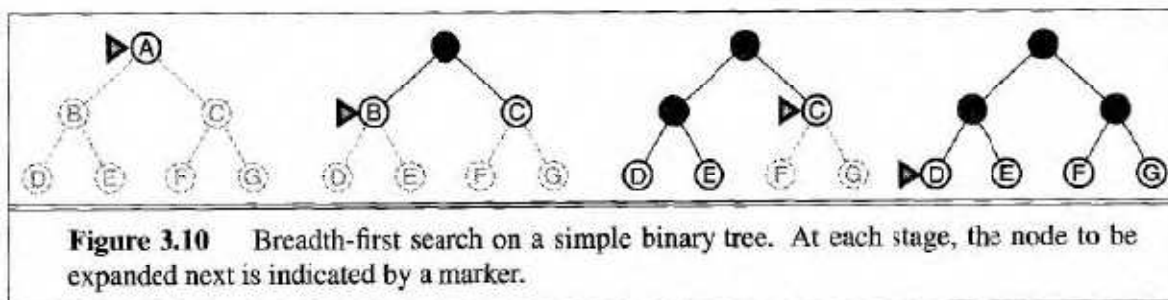 A
B C B C C
D E F G D E F G D E F G D E F G
Figure 3.10 Breadth-first search on a simple binary tree. At each stage, the node to be
expanded next is indicated by a marker.